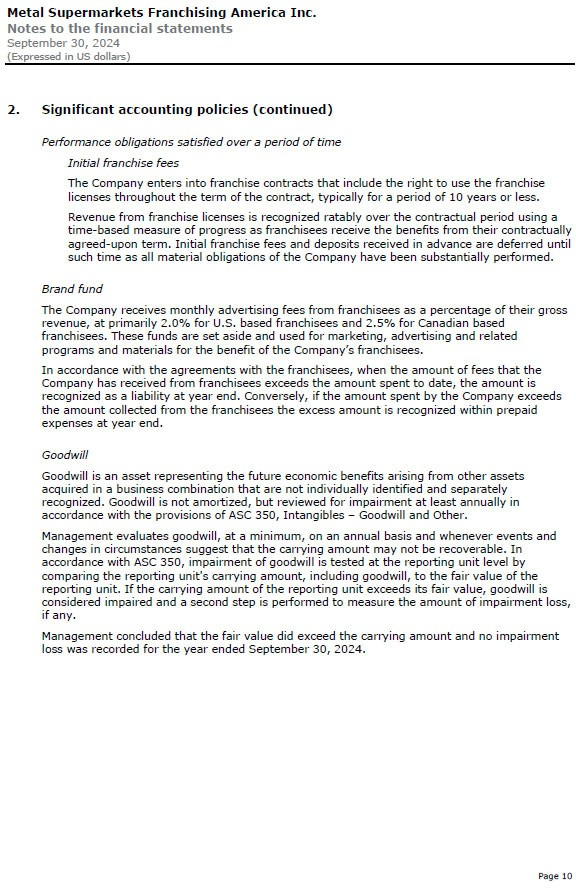 Metal Supermarkets Franchising America Inc.
Notes to the financial statements
September 30, 2024
(Expressed in US dollars)
2. Significant accounting policies (continued)
Performance obligations satisfied over a period of time
Initial franchise fees
The Company enters into franchise contracts that include the right to use the franchise
licenses throughout the term of the contract, typically for a period of 10 years or less.
Revenue from franchise licenses is recognized ratably over the contractual period using a
time-based measure of progress as franchisees receive the benefits from their contractually
agreed-upon term. Initial franchise fees and deposits received in advance are deferred until
such time as all material obligations of the Company have been substantially performed.
Brand fund
The Company receives monthly advertising fees from franchisees as a percentage of their gross
revenue, at primarily 2.0% for U.S. based franchisees and 2.5% for Canadian based
franchisees. These funds are set aside and used for marketing, advertising and related
programs and materials for the benefit of the Company’s franchisees.
In accordance with the agreements with the franchisees, when the amount of fees that the
Company has received from franchisees exceeds the amount spent to date, the amount is
recognized as a liability at year end. Conversely, if the amount spent by the Company exceeds
the amount collected from the franchisees the excess amount is recognized within prepaid
expenses at year end.
Goodwill
Goodwill is an asset representing the future economic benefits arising from other assets
acquired in a business combination that are not individually identified and separately
recognized. Goodwill is not amortized, but reviewed for impairment at least annually in
accordance with the provisions of ASC 350, Intangibles – Goodwill and Other.
Management evaluates goodwill, at a minimum, on an annual basis and whenever events and
changes in circumstances suggest that the carrying amount may not be recoverable. In
accordance with ASC 350, impairment of goodwill is tested at the reporting unit level by
comparing the reporting unit's carrying amount, including goodwill, to the fair value of the
reporting unit. If the carrying amount of the reporting unit exceeds its fair value, goodwill is
considered impaired and a second step is performed to measure the amount of impairment loss,
if any.
Management concluded that the fair value did exceed the carrying amount and no impairment
loss was recorded for the year ended September 30, 2024.
Page 10